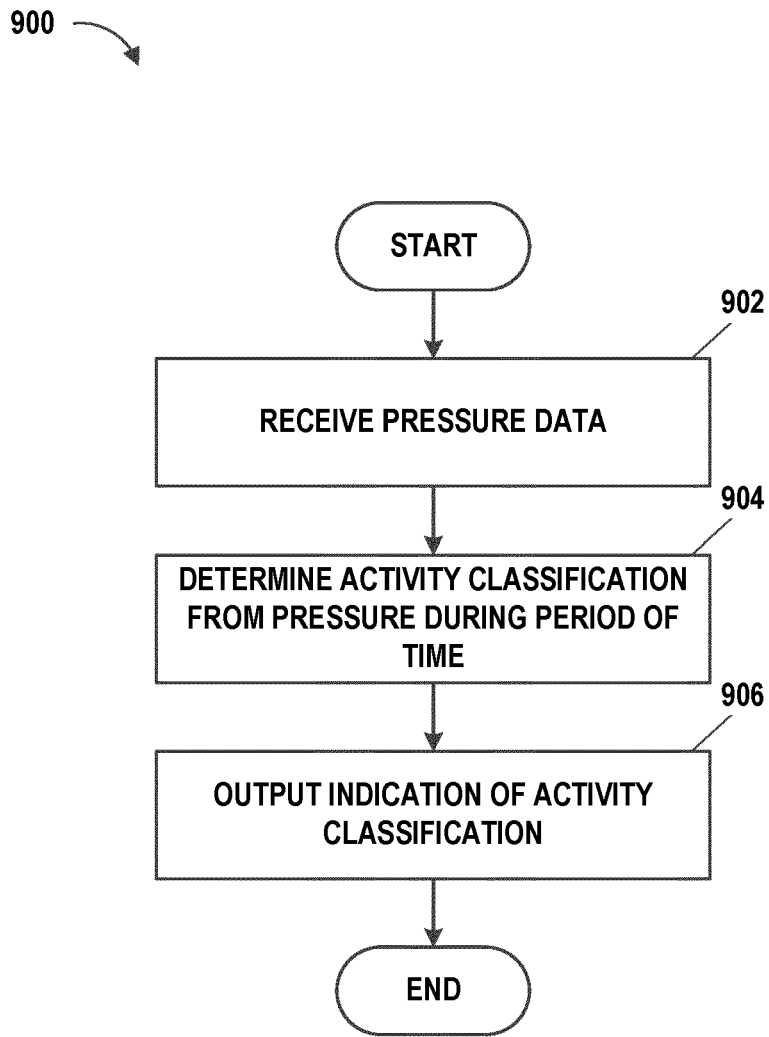 900
START
902
RECEIVE PRESSURE DATA
904
DETERMINE ACTIVITY CLASSIFICATION
FROM PRESSURE DURING PERIOD OF
TIME
906
OUTPUT INDICATION OF ACTIVITY
CLASSIFICATION
END